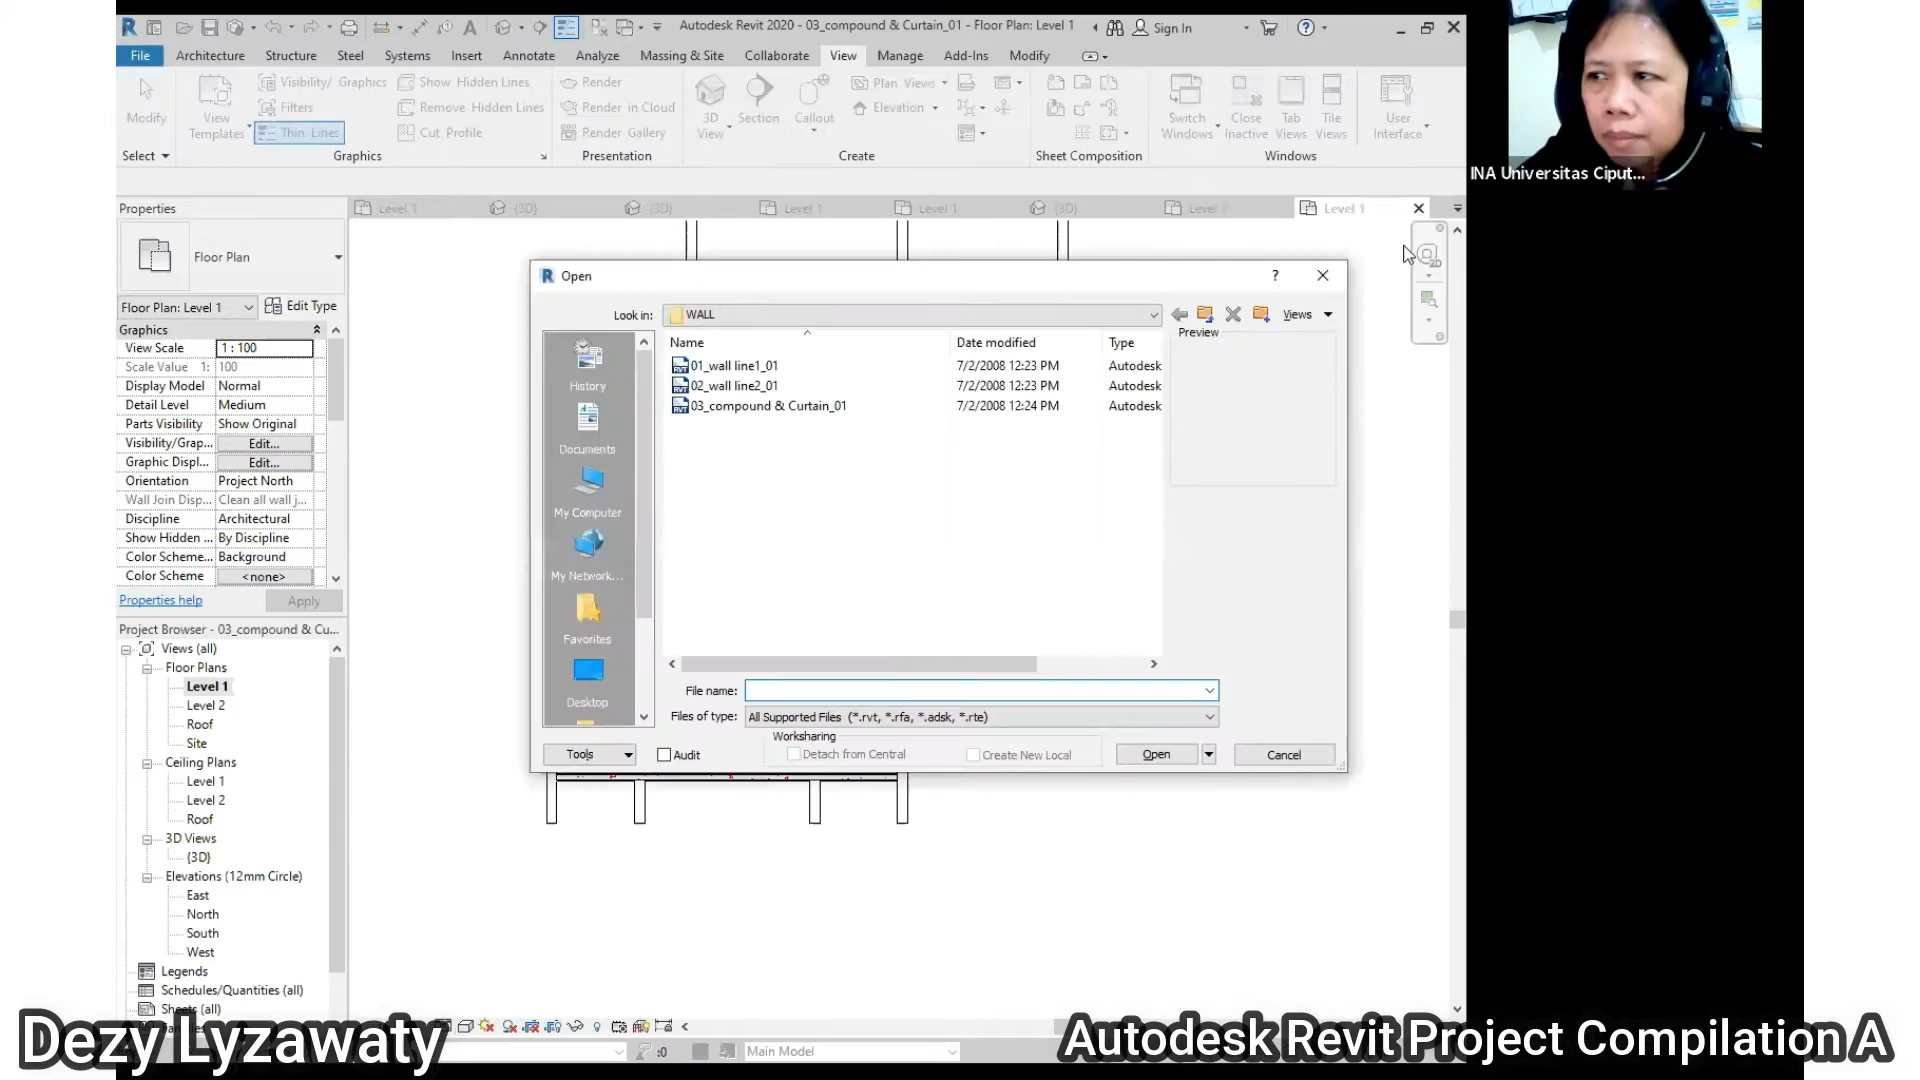 Autodesk Revit 2020 - 03_compound & Curtain_01 - Floor Plan: Level 1
Sign In
File Architecture Structure Steel Systems Insert Annotate Analyze Massing & Site Collaborate View Manage Add-Ins Modify
Modify
View Templates
Visibility/ Graphics
Filters
Thin Lines
Show Hidden Lines
Remove Hidden Lines
Cut Profile
Render
Render in Cloud
Render Gallery
3D View
Section
Callout
Plan Views
Elevation
Switch Windows
Close Inactive
Tab Views
Tile Views
User Interface
Select Graphics Presentation Create Sheet Composition Windows
INA Universitas Ciput...
Properties
Level 1 {3D} {3D} Level 1 Level 1 {3D} Level Level 1
Floor Plan
Floor Plan: Level 1 Edit Type
Graphics
View Scale 1 : 100
Scale Value 1: 100
Display Model Normal
Detail Level Medium
Parts Visibility Show Original
Visibility/Grap... Edit...
Graphic Displ... Edit...
Orientation Project North
Wall Join Disp... Clean all wall j...
Discipline Architectural
Show Hidden ... By Discipline
Color Scheme... Background
Color Scheme <none>
Properties help Apply
Project Browser - 03_compound & Cu...
Views (all)
Floor Plans
Level 1
Level 2
Roof
Site
Ceiling Plans
Level 1
Level 2
Roof
3D Views
{3D}
Elevations (12mm Circle)
East
North
South
West
Legends
Schedules/Quantities (all)
Sheets (all)
Open
Look in: WALL Views
Preview
Name Date modified Type
01_wall line1_01 7/2/2008 12:23 PM Autodesk
02_wall line2_01 7/2/2008 12:23 PM Autodesk
03_compound & Curtain_01 7/2/2008 12:24 PM Autodesk
History
Documents
My Computer
My Network...
Favorites
Desktop
File name:
Files of type: All Supported Files (*.rvt, *.rfa, *.adsk, *.rte)
Worksharing
Tools Audit Detach from Central Create New Local Open Cancel
2D
:0 Main Model
Dezy Lyzawaty
Autodesk Revit Project Compilation A